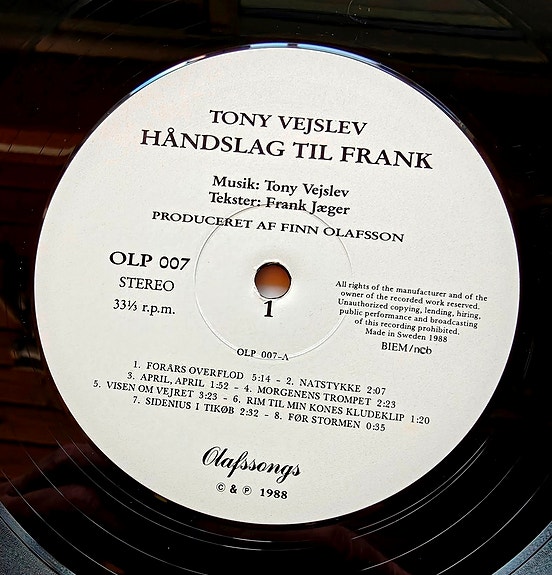 TONY VEJSLEV
HÅNDSLAG TIL FRANK
Musik: Tony Vejslev
Tekster: Frank Jæger
PRODUCERET AF FINN OLAFSSON
OLP 007
STEREO
33⅓ r.p.m.
1
All rights of the manufacturer and of the
owner of the recorded work reserved.
Unauthorized copying, lending, hiring,
public performance and broadcasting
of this recording prohibited.
Made in Sweden 1988
BIEM/ncb
OLP 007-A
1. FORÅRS OVERFLOD 5:14 - 2. NATSTYKKE 2:07
3. APRIL, APRIL 1:52 - 4. MORGENENS TROMPET 2:23
5. VISEN OM VEJRET 3:23 - 6. RIM TIL MIN KONES KLUDEKLIP 1:20
7. SIDENIUS I TIKØB 2:32 - 8. FØR STORMEN 0:35
Olafssongs
© & ℗ 1988